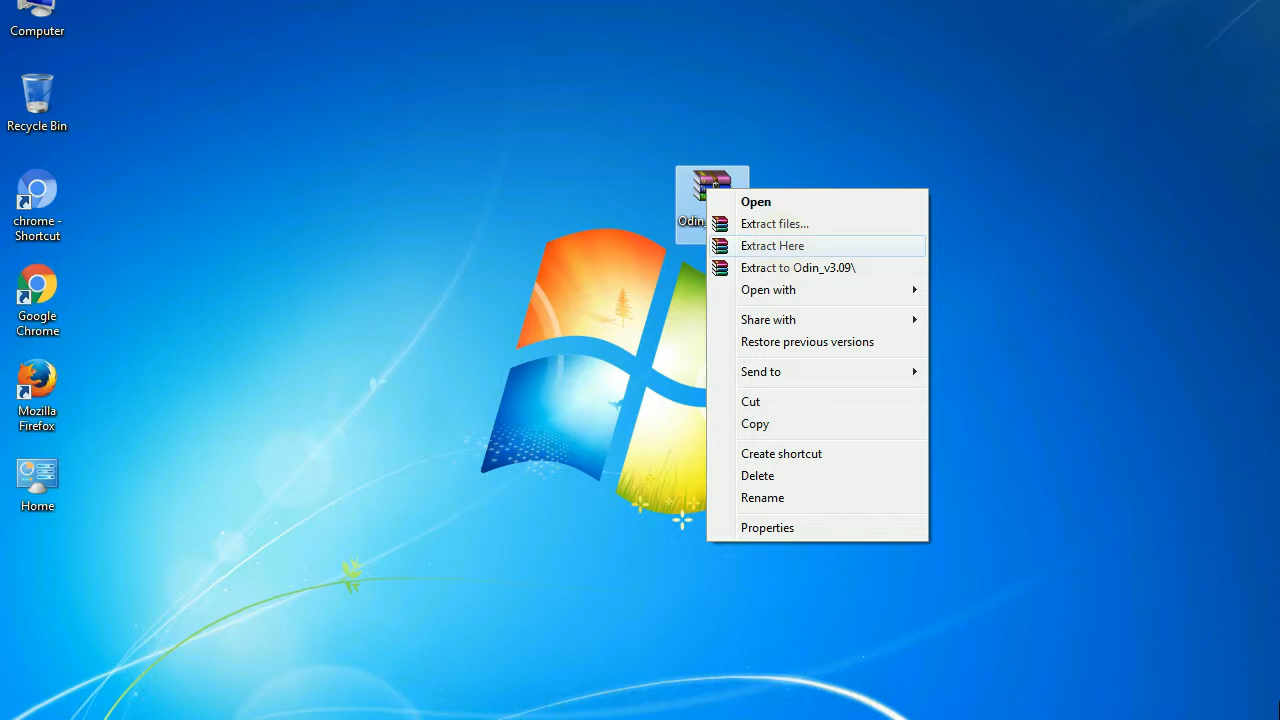 Computer
Recycle Bin
chrome -
Shortcut
Google
Chrome
Mozilla
Firefox
Home
Open
Extract files...
Extract Here
Extract to Odin_v3.09\
Open with
Share with
Restore previous versions
Send to
Cut
Copy
Create shortcut
Delete
Rename
Properties